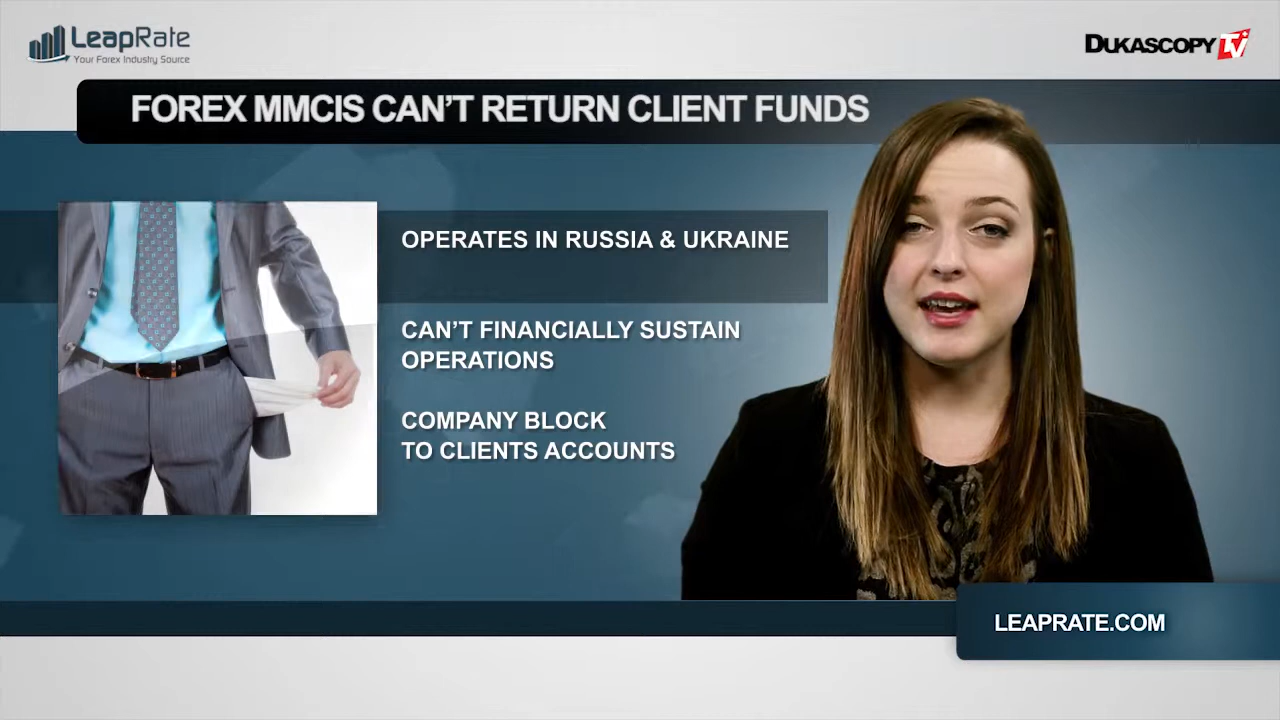 LeapRate
Your Forex Industry Source
DUKASCOPY TV
FOREX MMCIS CAN'T RETURN CLIENT FUNDS
OPERATES IN RUSSIA & UKRAINE
CAN'T FINANCIALLY SUSTAIN
OPERATIONS
COMPANY BLOCK
TO CLIENTS ACCOUNTS
LEAPRATE.COM